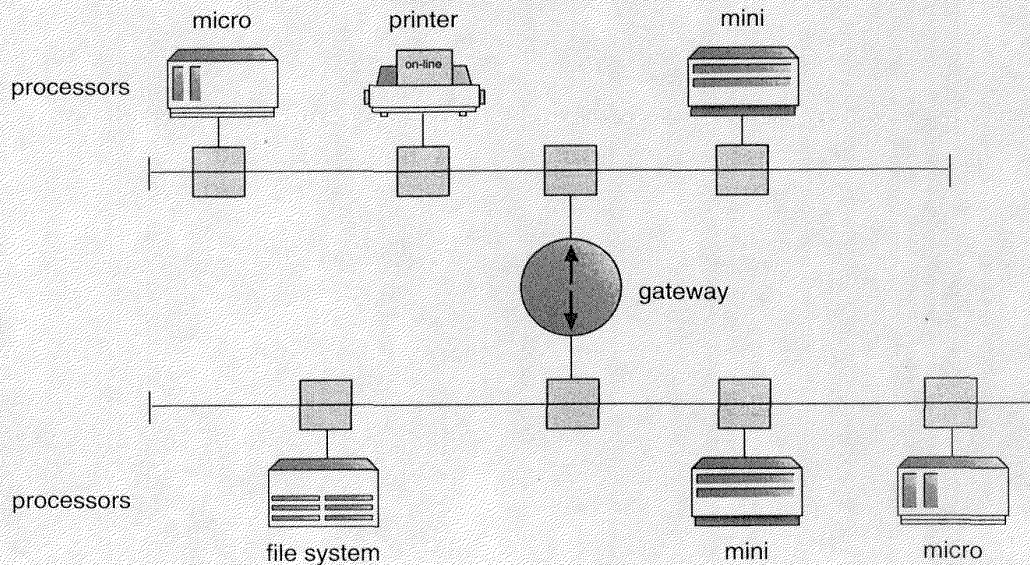 micro
printer
mini
processors
on-line
gateway
processors
file system
mini
micro